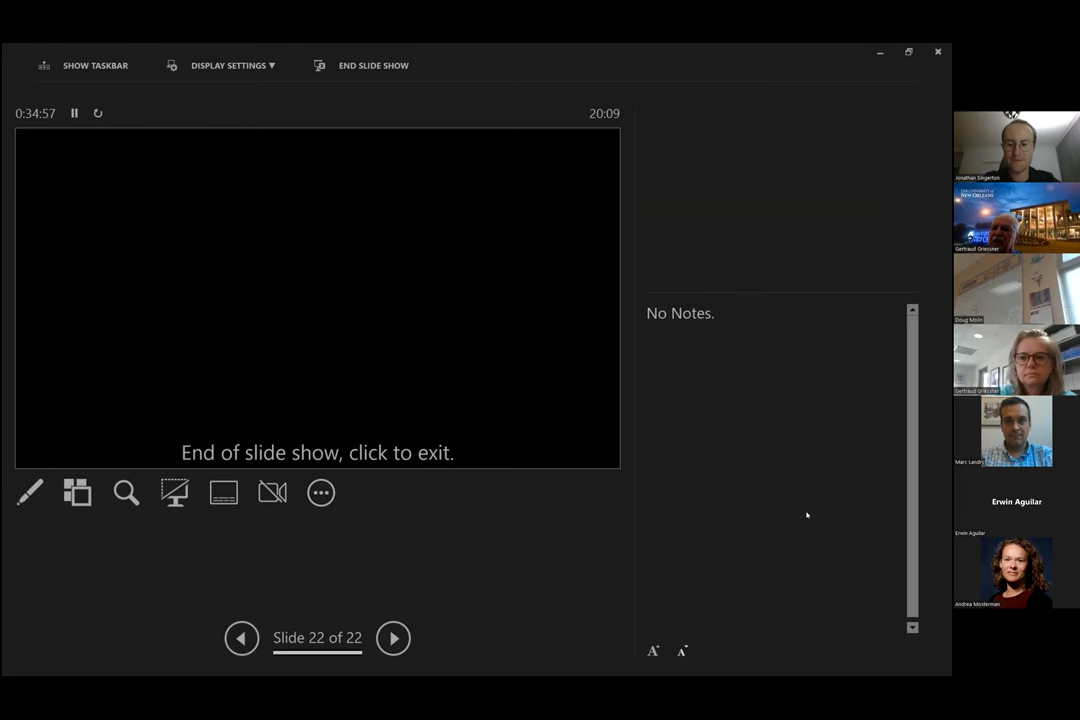 SHOW TASKBAR
DISPLAY SETTINGS ▼
END SLIDE SHOW
0:34:57
20:09
End of slide show, click to exit.
No Notes.
Slide 22 of 22
A
A
Jonathan Singerton
THE UNIVERSITY of
NEW ORLEANS
Gertraud Griessner
Doug Molin
Gertraud Griessner
Marc Landry
Erwin Aguilar
Erwin Aguilar
Andrea Mosterman